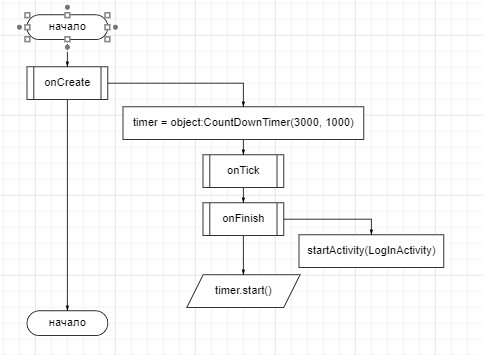 начало
onCreate
timer = object:CountDownTimer(3000, 1000)
onTick
onFinish
startActivity(LogInActivity)
timer.start()
начало